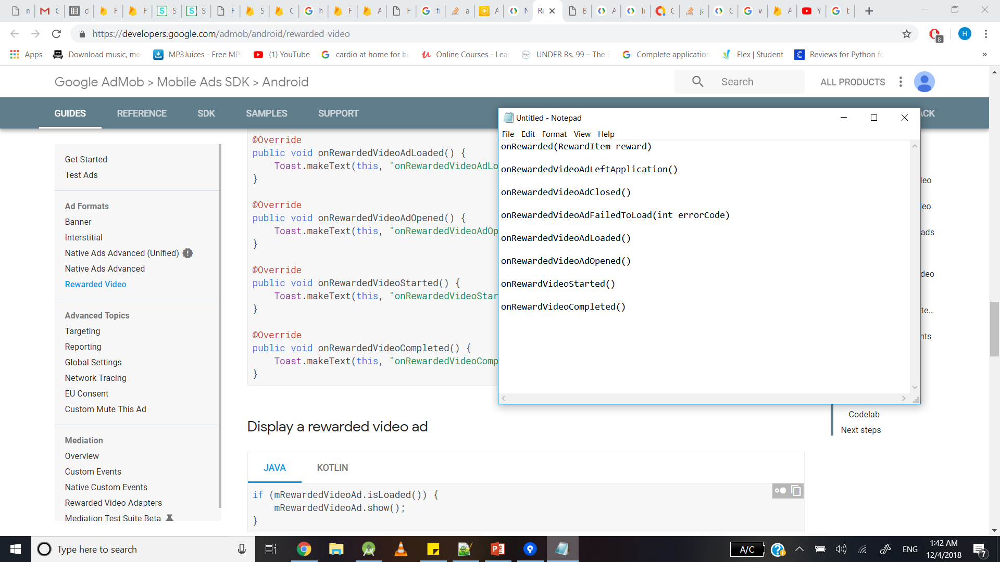 https://developers.google.com/admob/android/rewarded-video
8
H
Apps
Download music, mo
MP3Juices - Free MP3
(1) YouTube
cardio at home for be
Online Courses - Lear
UNDER Rs. 99 – The
Complete application
Flex | Student
Reviews for Python fo
»
Google AdMob > Mobile Ads SDK > Android
Search
ALL PRODUCTS
GUIDES
REFERENCE
SDK
SAMPLES
SUPPORT
ACK
Get Started
Test Ads
Ad Formats
Banner
Interstitial
Native Ads Advanced (Unified)
Native Ads Advanced
Rewarded Video
Advanced Topics
Targeting
Reporting
Global Settings
Network Tracing
EU Consent
Custom Mute This Ad
Mediation
Overview
Custom Events
Native Custom Events
Rewarded Video Adapters
Mediation Test Suite Beta
@Override
public void onRewardedVideoAdLoaded() {
Toast.makeText(this, "onRewardedVideoAdLo
}
@Override
public void onRewardedVideoAdOpened() {
Toast.makeText(this, "onRewardedVideoAdOp
}
@Override
public void onRewardedVideoStarted() {
Toast.makeText(this, "onRewardedVideoStar
}
@Override
public void onRewardedVideoCompleted() {
Toast.makeText(this, "onRewardedVideoComp
}
Display a rewarded video ad
JAVA
KOTLIN
if (mRewardedVideoAd.isLoaded()) {
mRewardedVideoAd.show();
}
Untitled - Notepad
File Edit Format View Help
onRewarded(RewardItem reward)
onRewardedVideoAdLeftApplication()
onRewardedVideoAdClosed()
onRewardedVideoAdFailedToLoad(int errorCode)
onRewardedVideoAdLoaded()
onRewardedVideoAdOpened()
onRewardVideoStarted()
onRewardVideoCompleted()
leo
leo
ads
deo
te...
nts
Codelab
Next steps
Type here to search
A/C
ENG
1:42 AM
12/4/2018
7